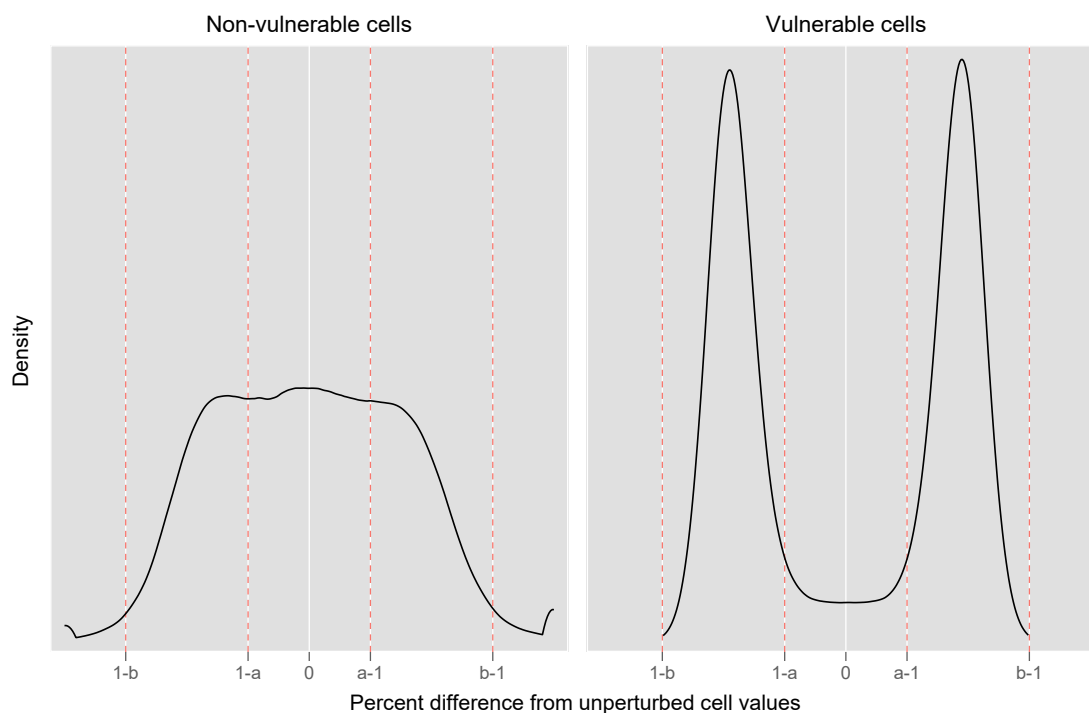 Non-vulnerable cells
Vulnerable cells
Density
1-b 1-a 0 a-1 b-1
1-b 1-a 0 a-1 b-1
Percent difference from unperturbed cell values